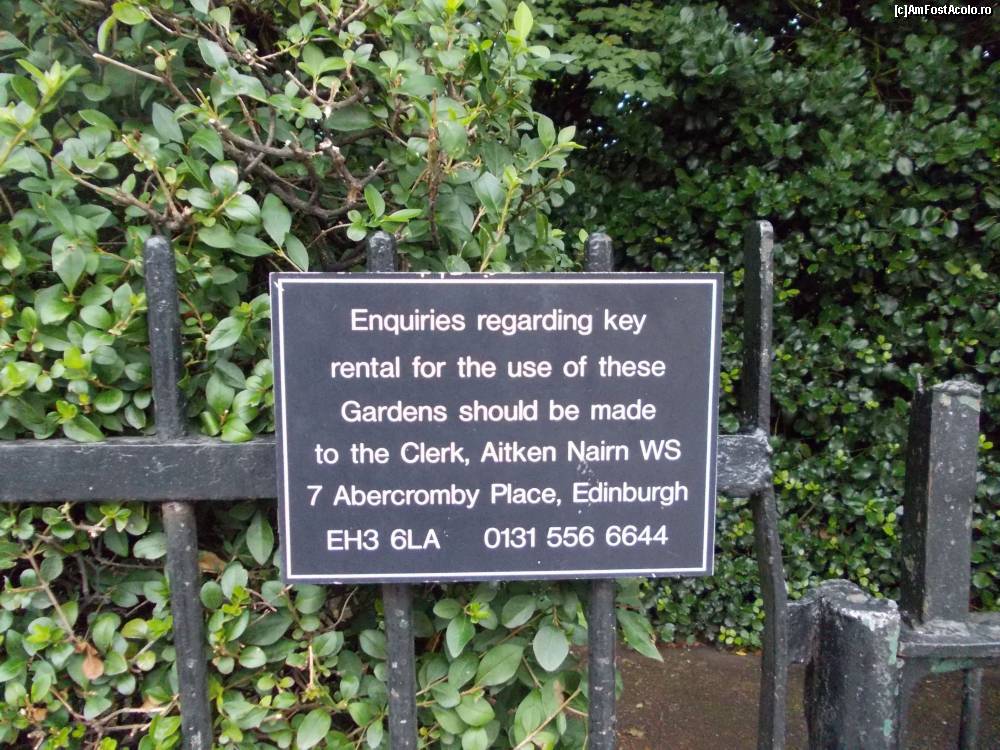 [c]AmFostAcolo.ro
Enquiries regarding key
rental for the use of these
Gardens should be made
to the Clerk, Aitken Nairn WS
7 Abercromby Place, Edinburgh
EH3 6LA 0131 556 6644